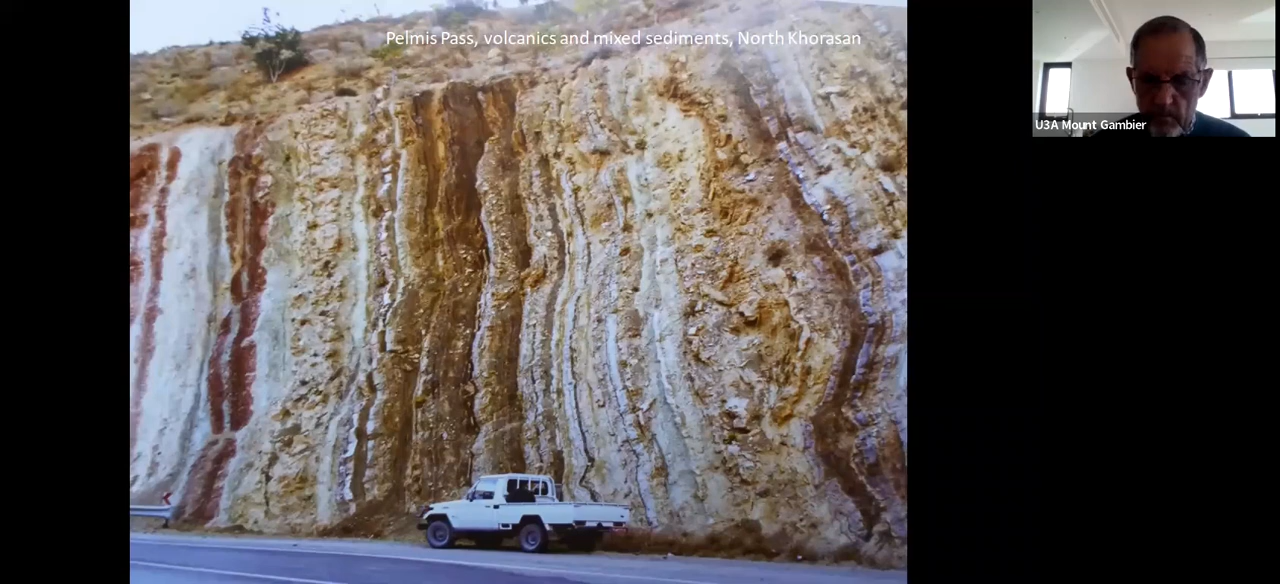 Pelmis Pass, volcanics and mixed sediments, North Khorasan
U3A Mount Gambier